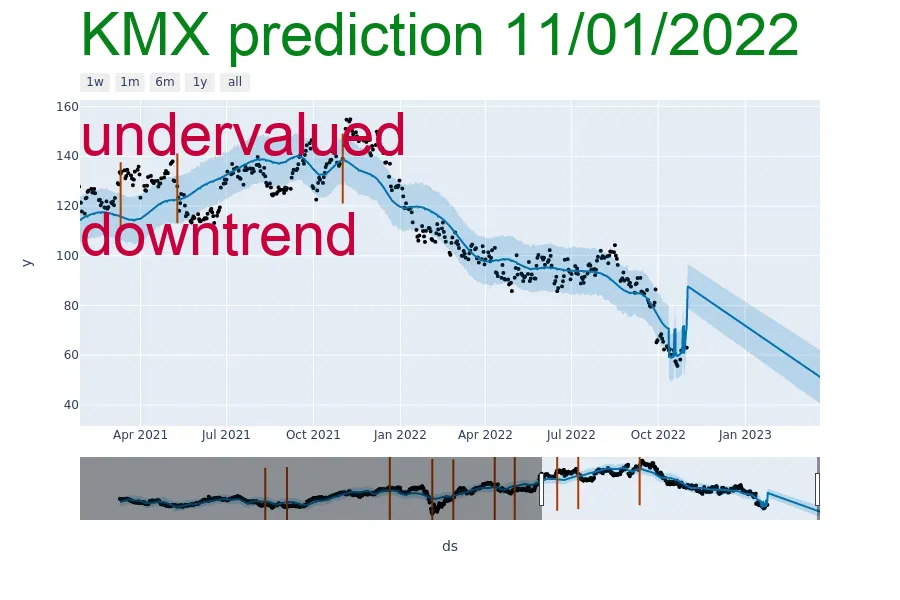 KMX prediction 11/01/2022
1w 1m 6m 1y all
160
undervalued
140
120
downtrend
100
y
80
60
40
Apr 2021 Jul 2021 Oct 2021 Jan 2022 Apr 2022 Jul 2022 Oct 2022 Jan 2023
ds